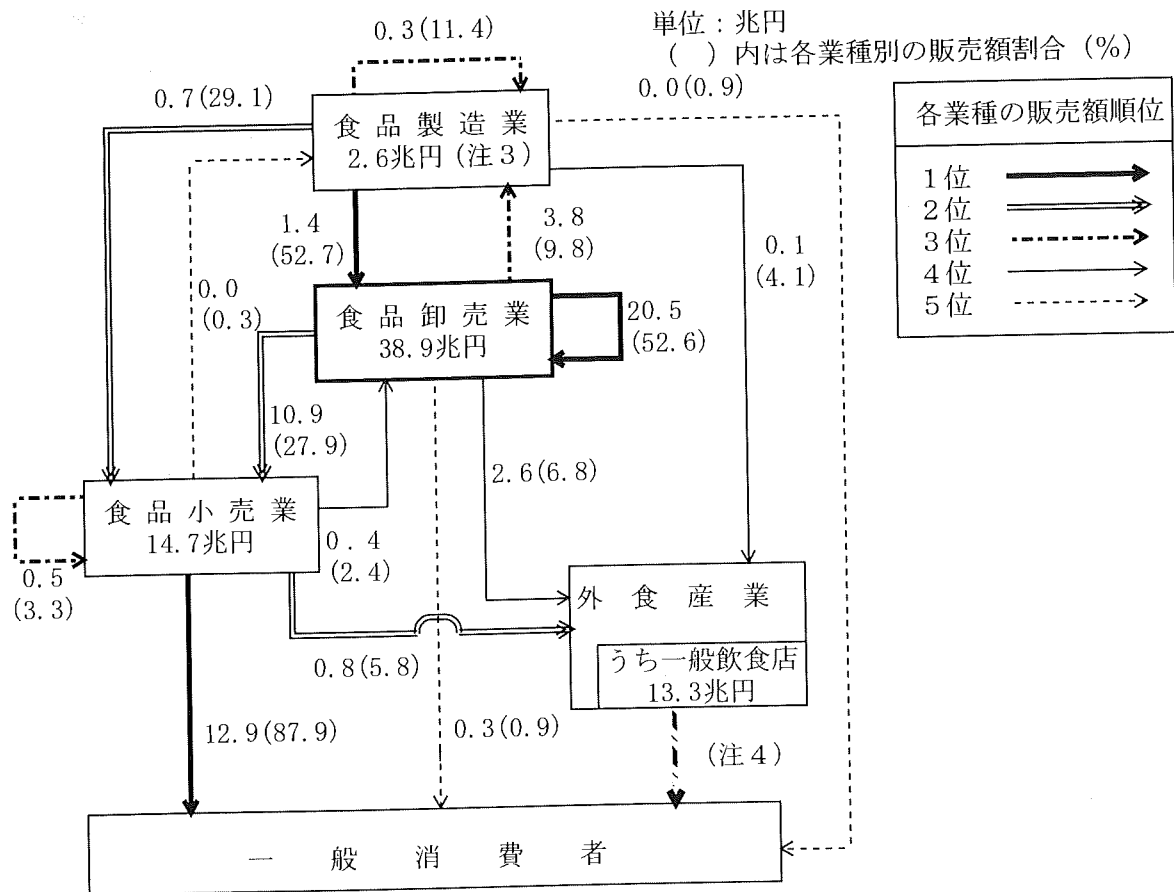 単位：兆円
（　）内は各業種別の販売額割合（%）
0.3(11.4)
0.7(29.1)
0.0(0.9)
食品製造業
2.6兆円(注３)
各業種の販売額順位
1位
2位
3位
4位
5位
1.4
(52.7)
3.8
(9.8)
0.1
(4.1)
0.0
(0.3)
食品卸売業
38.9兆円
20.5
(52.6)
10.9
(27.9)
2.6(6.8)
食品小売業
14.7兆円
0.4
(2.4)
0.5
(3.3)
外食産業
うち一般飲食店
13.3兆円
0.8(5.8)
12.9(87.9)
0.3(0.9)
(注４)
一般消費者